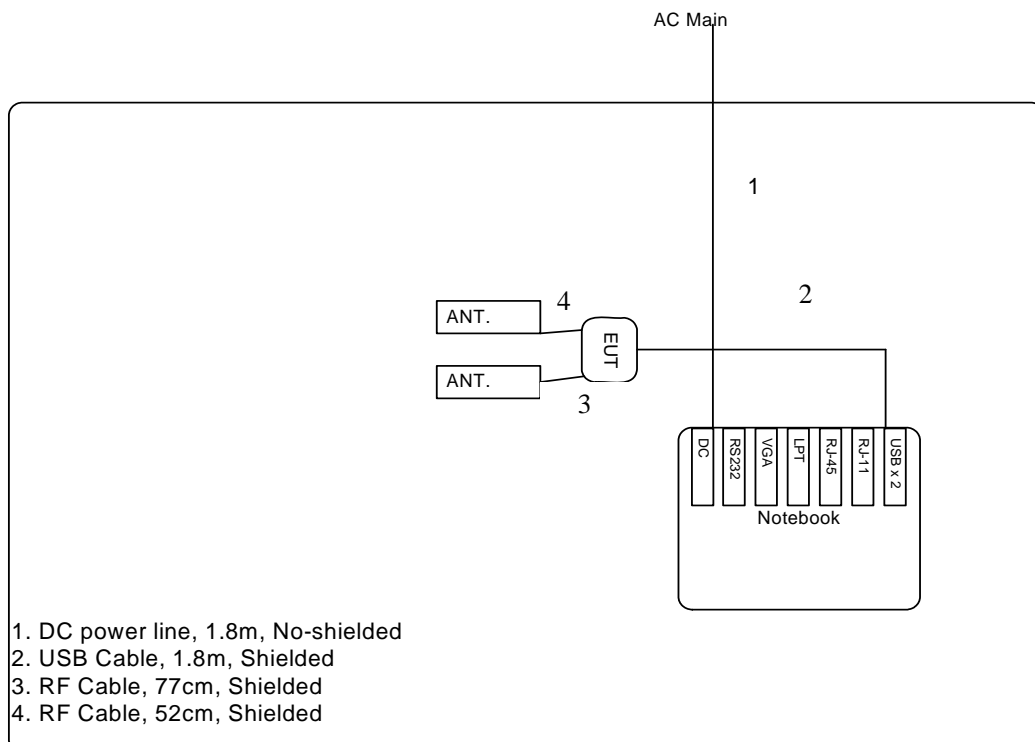 AC Main
1
2
4
ANT.
EUT
ANT.
3
DC
RS232
VGA
LPT
RJ-45
RJ-11
USB x 2
Notebook
1. DC power line, 1.8m, No-shielded
2. USB Cable, 1.8m, Shielded
3. RF Cable, 77cm, Shielded
4. RF Cable, 52cm, Shielded